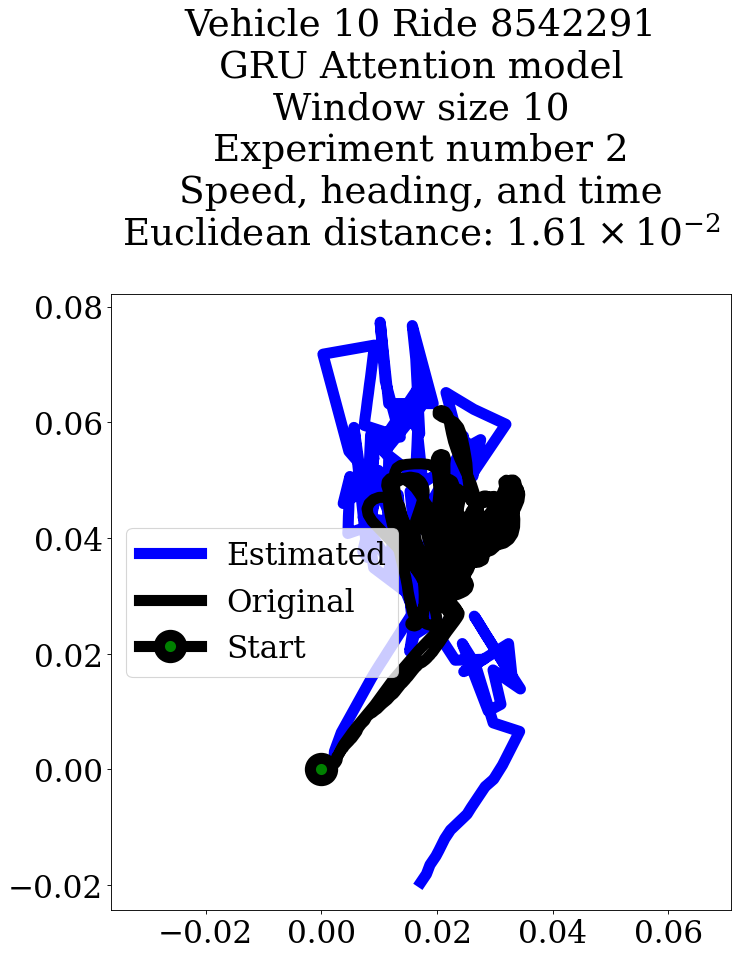 Vehicle 10 Ride 8542291
GRU Attention model
Window size 10
Experiment number 2
Speed, heading, and time
Euclidean distance: 1.61 × 10⁻²
0.08
0.06
0.04
0.02
0.00
−0.02
Estimated
Original
Start
−0.02 0.00 0.02 0.04 0.06